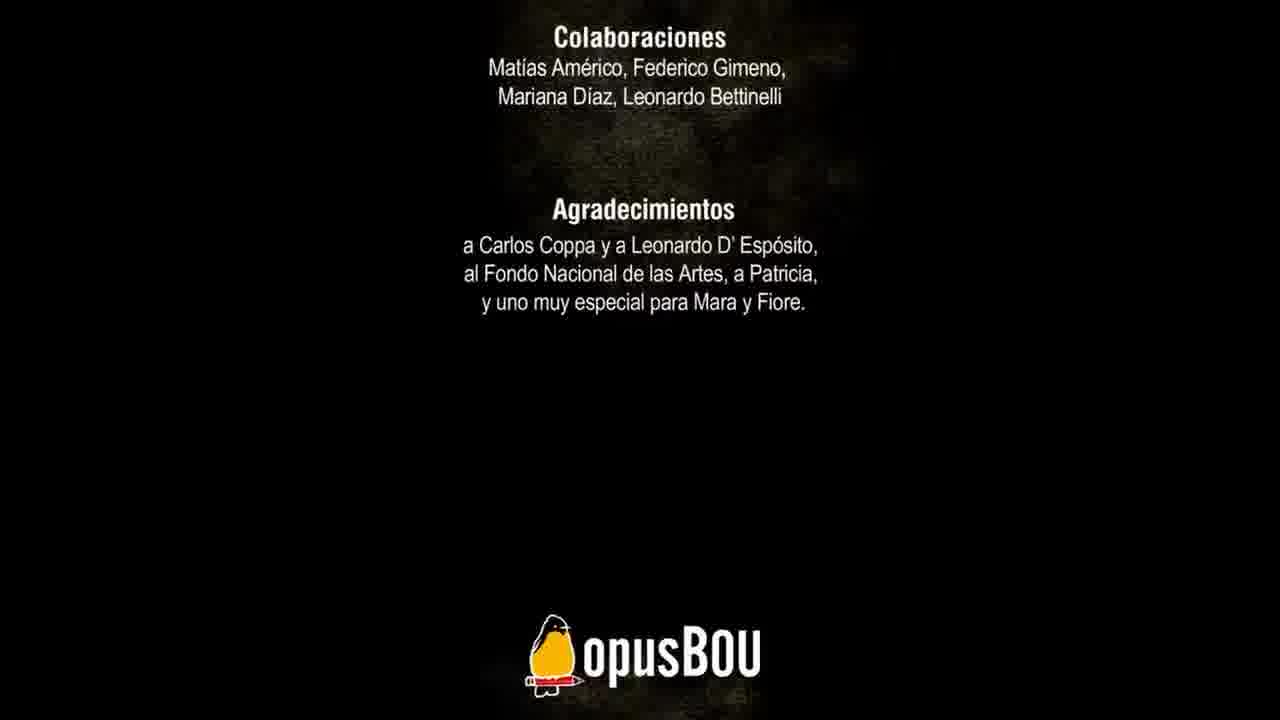 Colaboraciones
Matías Américo, Federico Gimeno,
Mariana Díaz, Leonardo Bettinelli
Agradecimientos
a Carlos Coppa y a Leonardo D' Espósito,
al Fondo Nacional de las Artes, a Patricia,
y uno muy especial para Mara y Fiore.
opusBOU